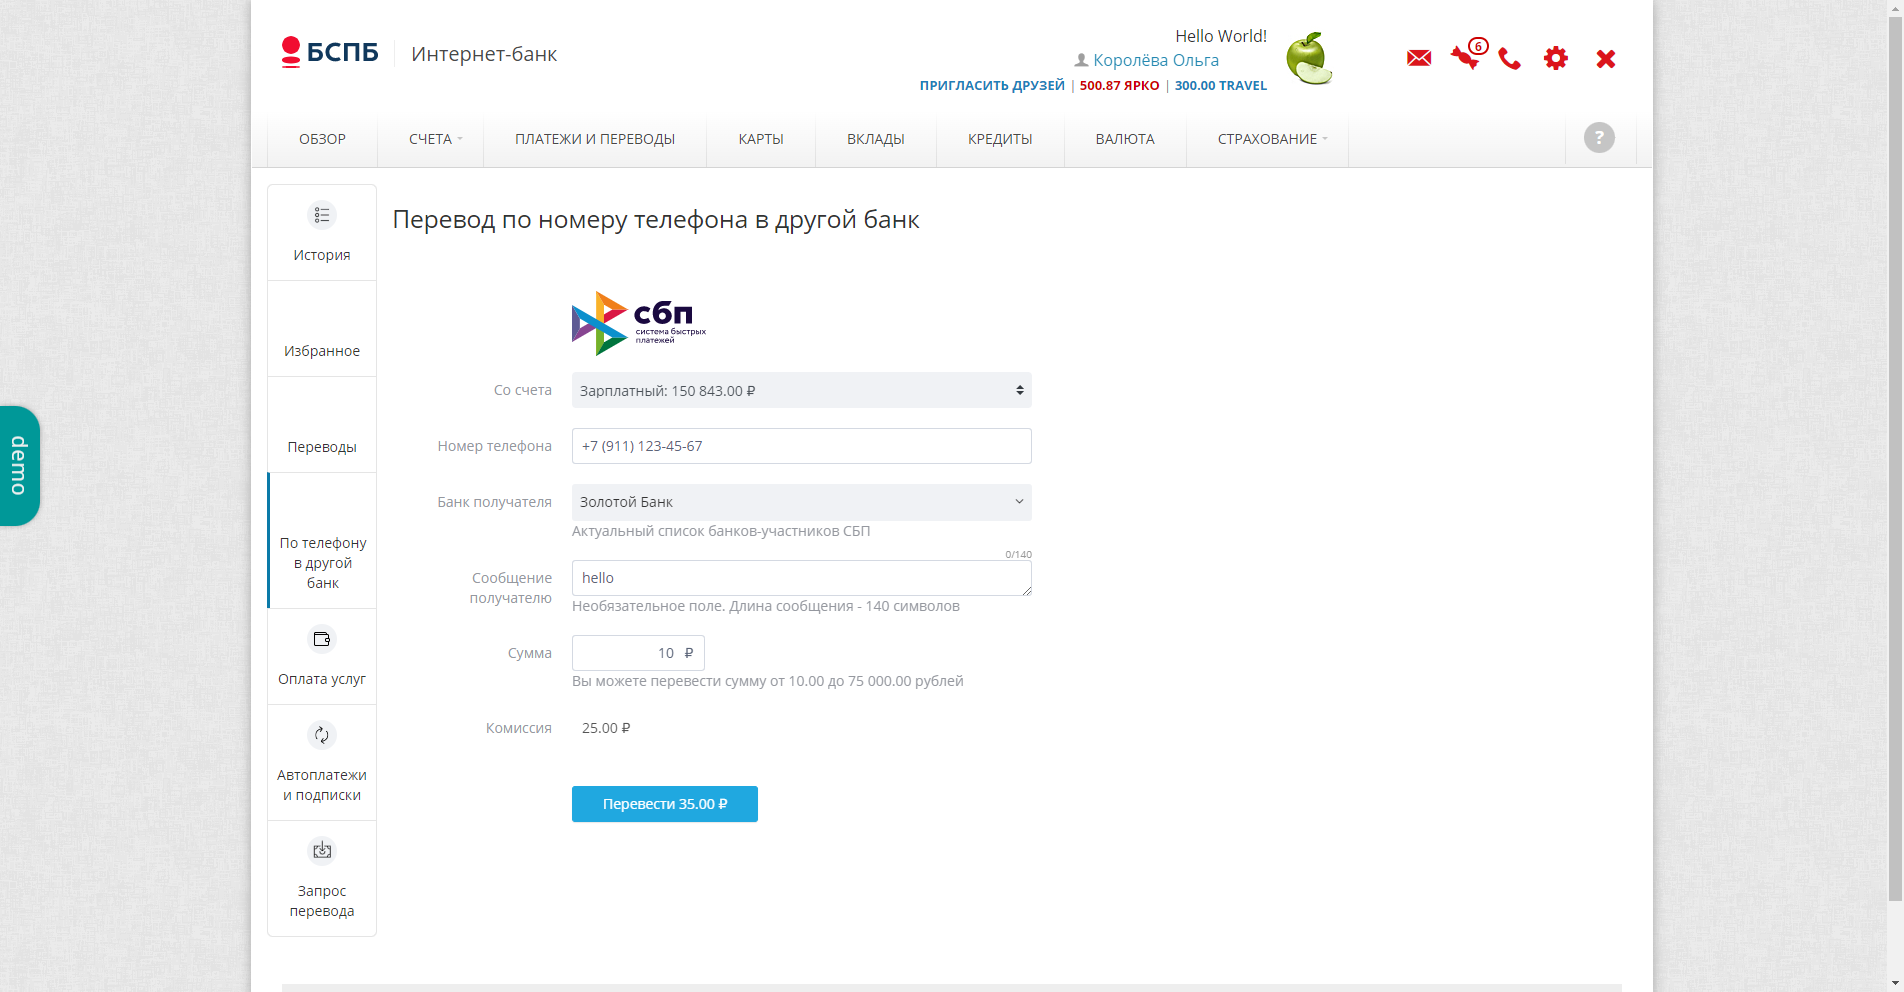 БСПБ
Интернет-банк
Hello World!
Королёва Ольга
ПРИГЛАСИТЬ ДРУЗЕЙ | 500.87 ЯРКО | 300.00 TRAVEL
6
ОБЗОР
СЧЕТА
ПЛАТЕЖИ И ПЕРЕВОДЫ
КАРТЫ
ВКЛАДЫ
КРЕДИТЫ
ВАЛЮТА
СТРАХОВАНИЕ
?
История
Избранное
Переводы
По телефону
в другой
банк
Оплата услуг
Автоплатежи
и подписки
Запрос
перевода
demo
Перевод по номеру телефона в другой банк
сбп
система быстрых
платежей
Со счета
Зарплатный: 150 843.00 ₽
Номер телефона
+7 (911) 123-45-67
Банк получателя
Золотой Банк
Актуальный список банков-участников СБП
0/140
Сообщение
получателю
hello
Необязательное поле. Длина сообщения - 140 символов
Сумма
10 ₽
Вы можете перевести сумму от 10.00 до 75 000.00 рублей
Комиссия
25.00 ₽
Перевести 35.00 ₽